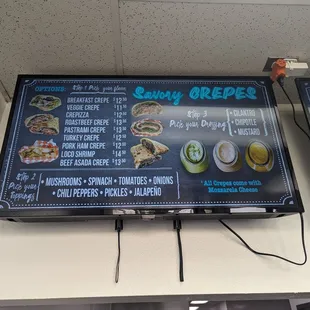 OPTIONS:
Step 1 Pick your filling
BREAKFAST CREPE
VEGGIE CREPE
CREPIZZA
ROASTBEEF CREPE
PASTRAMI CREPE
TURKEY CREPE
PORK HAM CREPE
LOCO SHRIMP
BEEF ASADA CREPE
Savory CREPES
Step 3
Pick your Dressing
• CILANTRO
• CHIPOTLE
• MUSTARD
Step 2
Pick your
Toppings
• MUSHROOMS • SPINACH • TOMATOES • ONIONS
• CHILI PEPPERS • PICKLES • JALAPEÑO
*All Crepes come with
Mozzarella Cheese